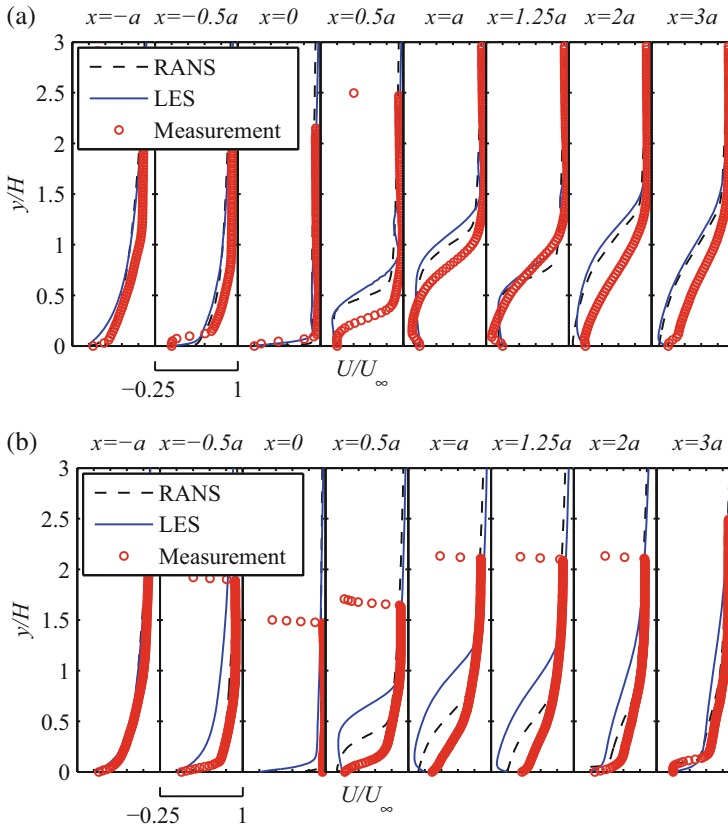 (a) x=−a x=−0.5a x=0 x=0.5a x=a x=1.25a x=2a x=3a
3
2.5
2
1.5
1
0.5
0
y/H
RANS
LES
Measurement
−0.25 1
U/U∞
(b) x=−a x=−0.5a x=0 x=0.5a x=a x=1.25a x=2a x=3a
3
2.5
2
1.5
1
0.5
0
y/H
RANS
LES
Measurement
−0.25 1
U/U∞